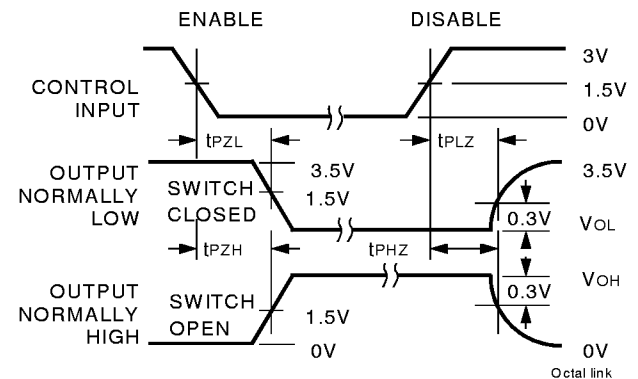 ENABLE DISABLE
3V
CONTROL
INPUT
1.5V
0V
tPZL tPLZ
OUTPUT
NORMALLY
LOW
SWITCH
CLOSED
3.5V
1.5V
3.5V
0.3V
VOL
tPZH tPHZ
OUTPUT
NORMALLY
HIGH
SWITCH
OPEN
1.5V
0V
VOH
0.3V
0V
Octal link